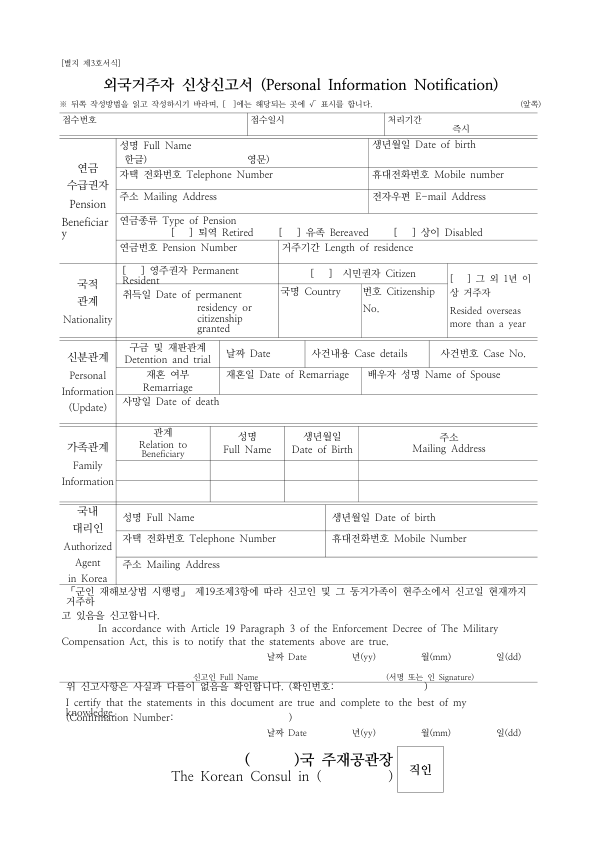 [별지 제3호서식]
외국거주자 신상신고서 (Personal Information Notification)
※ 뒤쪽 작성방법을 읽고 작성하시기 바라며, [ ]에는 해당되는 곳에 √ 표시를 합니다. (앞쪽)
접수번호 접수일시 처리기간
즉시
연금
수급권자
Pension
Beneficiar
y
성명 Full Name
한글) 영문)
생년월일 Date of birth
자택 전화번호 Telephone Number
휴대전화번호 Mobile number
주소 Mailing Address
전자우편 E-mail Address
연금종류 Type of Pension
[ ] 퇴역 Retired [ ] 유족 Bereaved [ ] 상이 Disabled
연금번호 Pension Number
거주기간 Length of residence
국적
관계
Nationality
[ ] 영주권자 Permanent
Resident
[ ] 시민권자 Citizen
[ ] 그 외 1년 이
상 거주자
Resided overseas
more than a year
취득일 Date of permanent
residency or
citizenship
granted
국명 Country
번호 Citizenship
No.
신분관계
Personal
Information
(Update)
구금 및 재판관계
Detention and trial
날짜 Date
사건내용 Case details
사건번호 Case No.
재혼 여부
Remarriage
재혼일 Date of Remarriage
배우자 성명 Name of Spouse
사망일 Date of death
가족관계
Family
Information
관계
Relation to
Beneficiary
성명
Full Name
생년월일
Date of Birth
주소
Mailing Address
국내
대리인
Authorized
Agent
in Korea
성명 Full Name
생년월일 Date of birth
자택 전화번호 Telephone Number
휴대전화번호 Mobile Number
주소 Mailing Address
「군인 재해보상법 시행령」 제19조제3항에 따라 신고인 및 그 동거가족이 현주소에서 신고일 현재까지
거주하
고 있음을 신고합니다.
In accordance with Article 19 Paragraph 3 of the Enforcement Decree of The Military
Compensation Act, this is to notify that the statements above are true.
날짜 Date 년(yy) 월(mm) 일(dd)
신고인 Full Name (서명 또는 인 Signature)
위 신고사항은 사실과 다름이 없음을 확인합니다. (확인번호: )
I certify that the statements in this document are true and complete to the best of my
knowledge.
(Confirmation Number: )
날짜 Date 년(yy) 월(mm) 일(dd)
( )국 주재공관장
The Korean Consul in ( )
직인